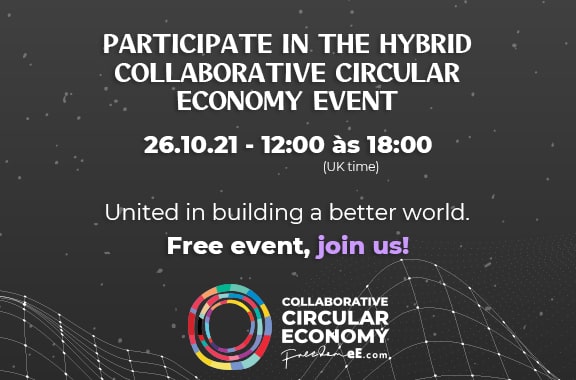 PARTICIPATE IN THE HYBRID
COLLABORATIVE CIRCULAR
ECONOMY EVENT
26.10.21 - 12:00 às 18:00
(UK time)
United in building a better world.
Free event, join us!
COLLABORATIVE
CIRCULAR
ECONOMY
FreedomeE.com